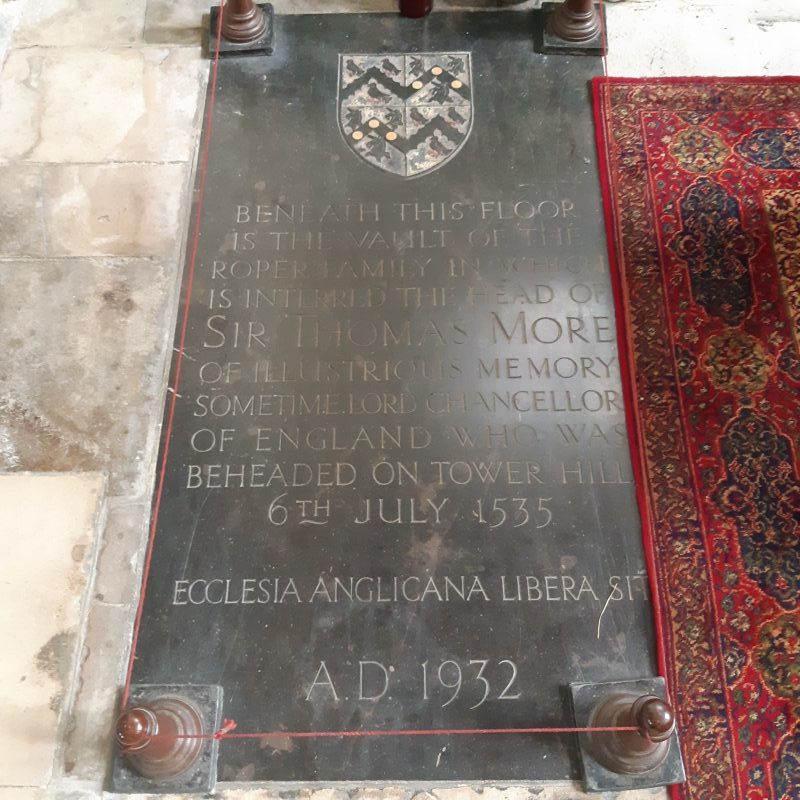 BENEATH THIS FLOOR
IS THE VAULT OF THE
ROPER FAMILY IN WHICH
IS INTERRED THE HEAD OF
SIR THOMAS MORE
OF ILLUSTRIOUS MEMORY
SOMETIME LORD CHANCELLOR
OF ENGLAND WHO WAS
BEHEADED ON TOWER HILL
6TH JULY 1535
ECCLESIA ANGLICANA LIBERA SIT
A.D. 1932